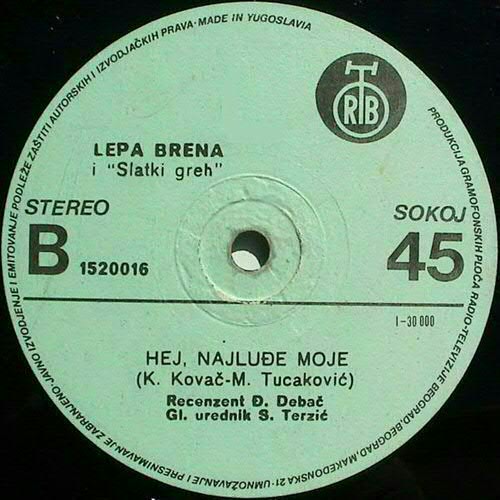 JAVNO IZVODJENJE I EMITOVANJE PODLEŽE ZAŠTITI AUTORSKIH I IZVODJAČKIH PRAVA · MADE IN YUGOSLAVIA
RTB
PRODUKCIJA GRAMOFONSKIH PLOČA RADIO-TELEVIZIJE BEOGRAD, BEOGRAD, MAKEDONSKA 21 · UMNOŽAVANJE I PRESNIMAVANJE ZABRANJENO ·
LEPA BRENA
i "Slatki greh"
STEREO SOKOJ
B 1520016 45
I-30 000
HEJ, NAJLUĐE MOJE
(K. Kovač-M. Tucaković)
Recenzent Đ. Debač
Gl. urednik S. Terzić